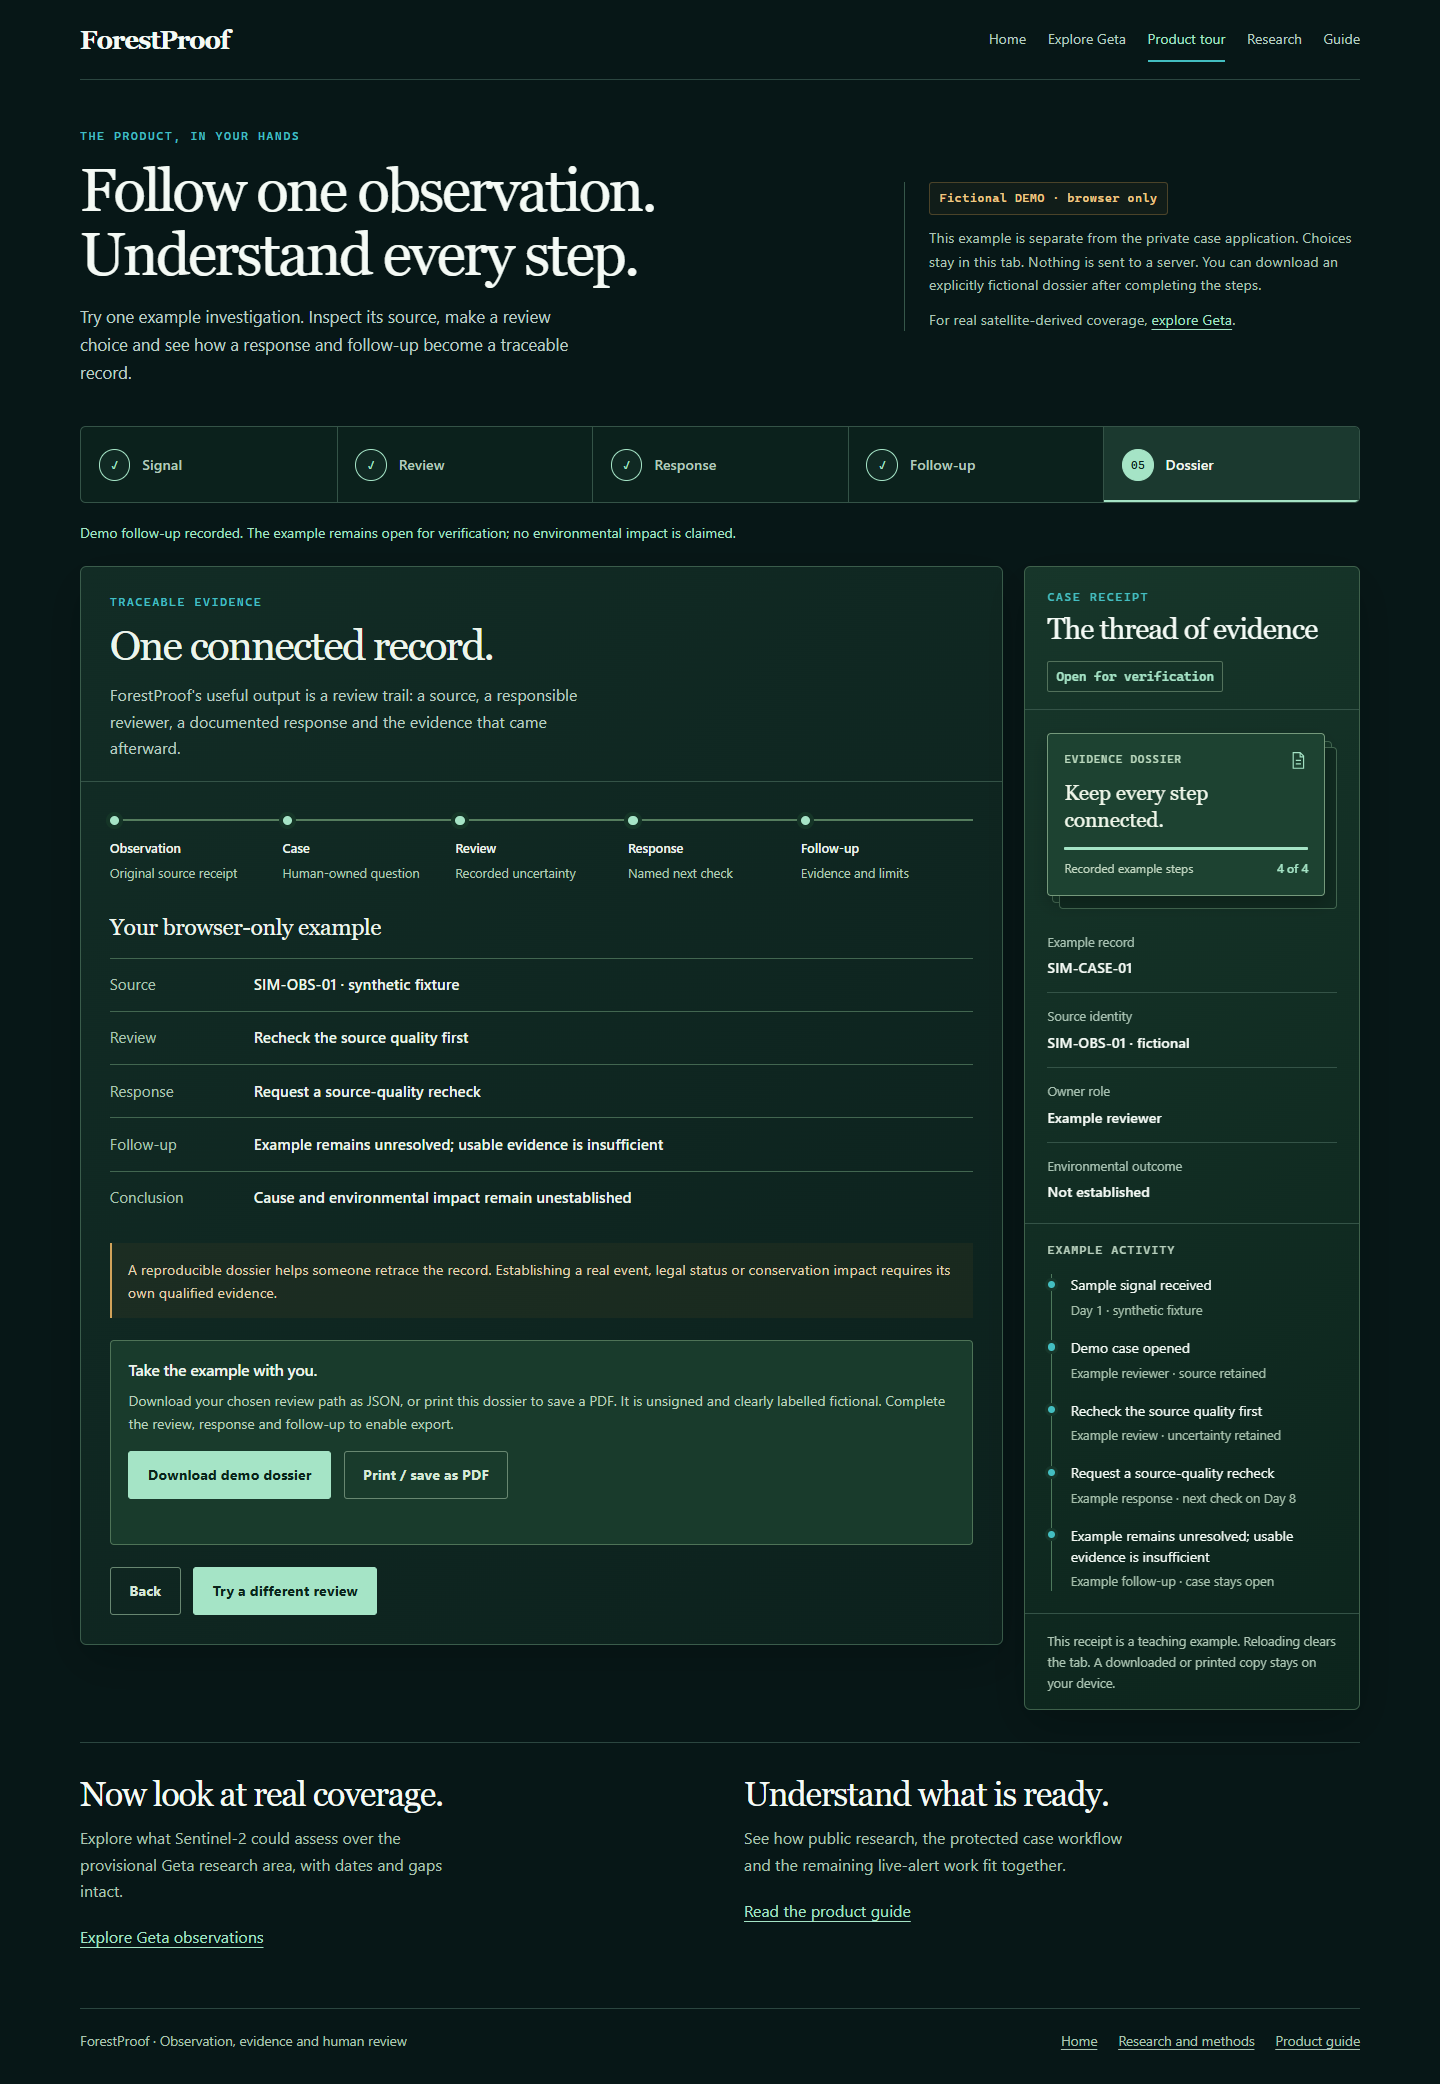 ForestProof
Home
Explore Geta
Product tour
Research
Guide
THE PRODUCT, IN YOUR HANDS
Follow one observation.
Understand every step.
Try one example investigation. Inspect its source, make a review
choice and see how a response and follow-up become a traceable
record.
Fictional DEMO · browser only
This example is separate from the private case application. Choices
stay in this tab. Nothing is sent to a server. You can download an
explicitly fictional dossier after completing the steps.
For real satellite-derived coverage, explore Geta.
✓ Signal
✓ Review
✓ Response
✓ Follow-up
05 Dossier
Demo follow-up recorded. The example remains open for verification; no environmental impact is claimed.
TRACEABLE EVIDENCE
One connected record.
ForestProof's useful output is a review trail: a source, a responsible
reviewer, a documented response and the evidence that came
afterward.
Observation
Original source receipt
Case
Human-owned question
Review
Recorded uncertainty
Response
Named next check
Follow-up
Evidence and limits
Your browser-only example
Source
SIM-OBS-01 · synthetic fixture
Review
Recheck the source quality first
Response
Request a source-quality recheck
Follow-up
Example remains unresolved; usable evidence is insufficient
Conclusion
Cause and environmental impact remain unestablished
A reproducible dossier helps someone retrace the record. Establishing a real event, legal status or conservation impact requires its
own qualified evidence.
Take the example with you.
Download your chosen review path as JSON, or print this dossier to save a PDF. It is unsigned and clearly labelled fictional. Complete
the review, response and follow-up to enable export.
Download demo dossier
Print / save as PDF
Back
Try a different review
CASE RECEIPT
The thread of evidence
Open for verification
EVIDENCE DOSSIER
Keep every step
connected.
Recorded example steps
4 of 4
Example record
SIM-CASE-01
Source identity
SIM-OBS-01 · fictional
Owner role
Example reviewer
Environmental outcome
Not established
EXAMPLE ACTIVITY
Sample signal received
Day 1 · synthetic fixture
Demo case opened
Example reviewer · source retained
Recheck the source quality first
Example review · uncertainty retained
Request a source-quality recheck
Example response · next check on Day 8
Example remains unresolved; usable
evidence is insufficient
Example follow-up · case stays open
This receipt is a teaching example. Reloading clears
the tab. A downloaded or printed copy stays on
your device.
Now look at real coverage.
Explore what Sentinel-2 could assess over the
provisional Geta research area, with dates and gaps
intact.
Explore Geta observations
Understand what is ready.
See how public research, the protected case workflow
and the remaining live-alert work fit together.
Read the product guide
ForestProof · Observation, evidence and human review
Home
Research and methods
Product guide